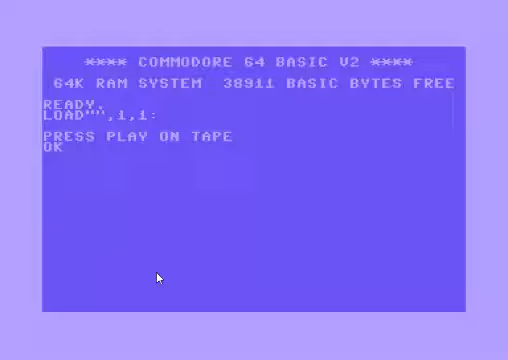 **** COMMODORE 64 BASIC V2 ****
64K RAM SYSTEM 38911 BASIC BYTES FREE
READY.
LOAD"",1,1:
PRESS PLAY ON TAPE
OK